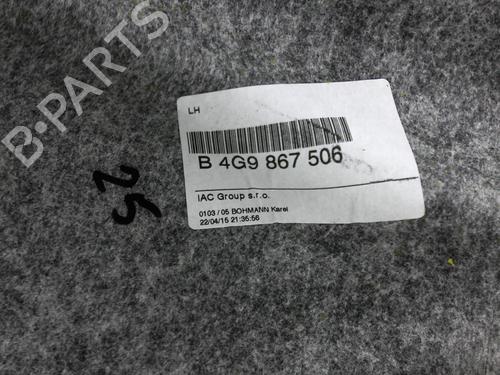 B-PARTS
LH
B 4G9 867 506
IAC Group s.r.o.
0103 / 05 BOHMANN Karel
22/04/15 21:35:56
25